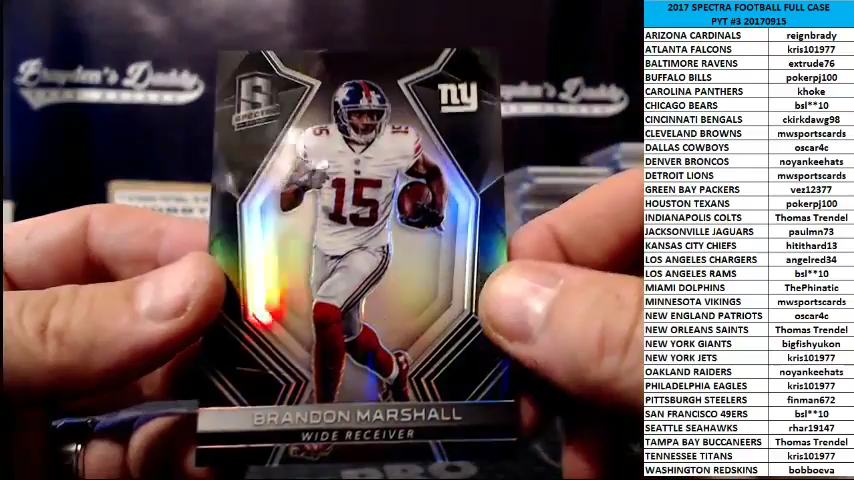 Brayden's Daddy
S
SPECTRA
ny
15
15
15
BRANDON MARSHALL
WIDE RECEIVER
PRO
2017 SPECTRA FOOTBALL FULL CASE
PYT #3 20170915
ARIZONA CARDINALS reignbrady
ATLANTA FALCONS kris101977
BALTIMORE RAVENS extrude76
BUFFALO BILLS pokerpj100
CAROLINA PANTHERS khoke
CHICAGO BEARS bsl**10
CINCINNATI BENGALS ckirkdawg98
CLEVELAND BROWNS mwsportscards
DALLAS COWBOYS oscar4c
DENVER BRONCOS noyankeehats
DETROIT LIONS mwsportscards
GREEN BAY PACKERS vez12377
HOUSTON TEXANS pokerpj100
INDIANAPOLIS COLTS Thomas Trendel
JACKSONVILLE JAGUARS paulmn73
KANSAS CITY CHIEFS hitithard13
LOS ANGELES CHARGERS angelred34
LOS ANGELES RAMS bsl**10
MIAMI DOLPHINS ThePhinatic
MINNESOTA VIKINGS mwsportscards
NEW ENGLAND PATRIOTS oscar4c
NEW ORLEANS SAINTS Thomas Trendel
NEW YORK GIANTS bigfishyukon
NEW YORK JETS kris101977
OAKLAND RAIDERS noyankeehats
PHILADELPHIA EAGLES kris101977
PITTSBURGH STEELERS finman672
SAN FRANCISCO 49ERS bsl**10
SEATTLE SEAHAWKS rhar19147
TAMPA BAY BUCCANEERS Thomas Trendel
TENNESSEE TITANS kris101977
WASHINGTON REDSKINS bobboeva